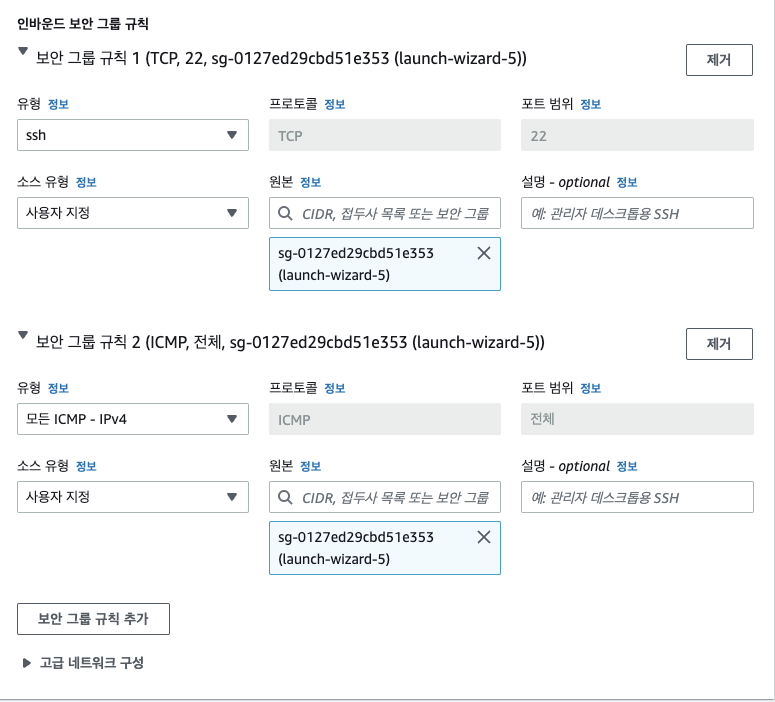 인바운드 보안 그룹 규칙
보안 그룹 규칙 1 (TCP, 22, sg-0127ed29cbd51e353 (launch-wizard-5))
제거
유형 정보
프로토콜 정보
포트 범위 정보
ssh
TCP
22
소스 유형 정보
원본 정보
설명 - optional 정보
사용자 지정
CIDR, 접두사 목록 또는 보안 그룹
예: 관리자 데스크톱용 SSH
sg-0127ed29cbd51e353
(launch-wizard-5)
보안 그룹 규칙 2 (ICMP, 전체, sg-0127ed29cbd51e353 (launch-wizard-5))
제거
유형 정보
프로토콜 정보
포트 범위 정보
모든 ICMP - IPv4
ICMP
전체
소스 유형 정보
원본 정보
설명 - optional 정보
사용자 지정
CIDR, 접두사 목록 또는 보안 그룹
예: 관리자 데스크톱용 SSH
sg-0127ed29cbd51e353
(launch-wizard-5)
보안 그룹 규칙 추가
고급 네트워크 구성